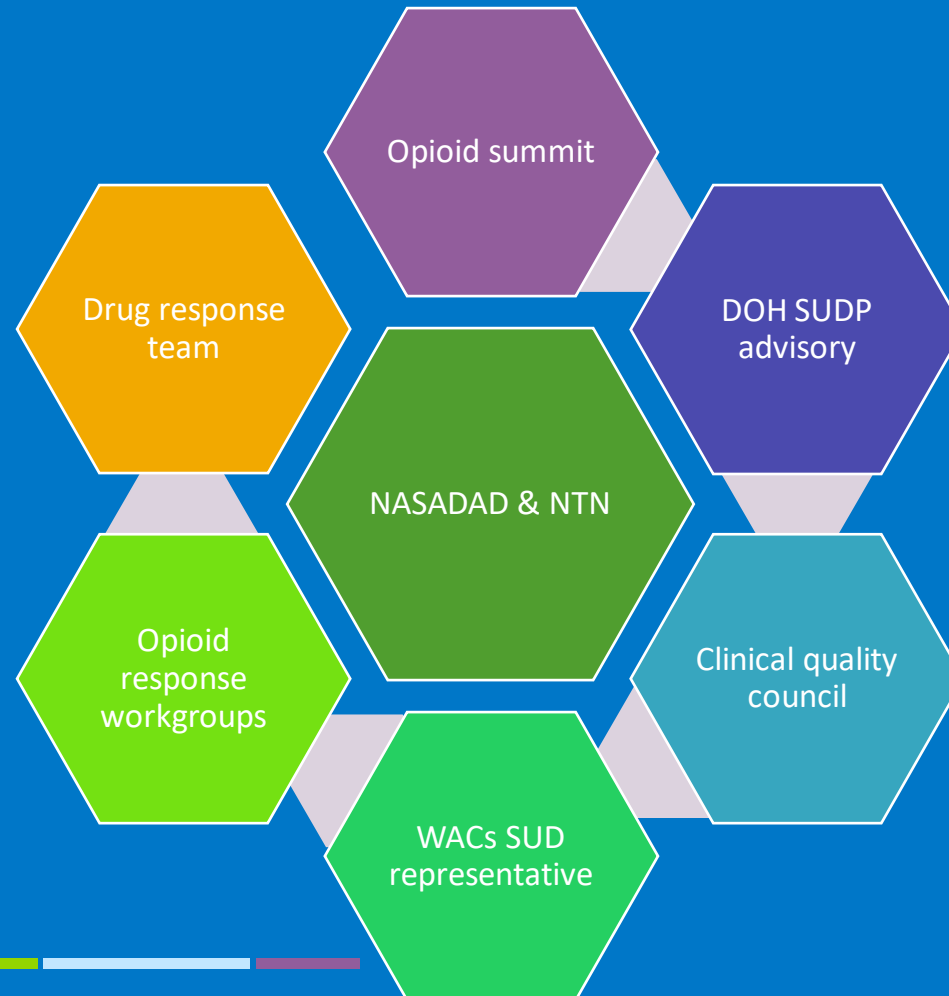 Opioid summit
DOH SUDP
advisory
Clinical quality
council
WACs SUD
representative
Opioid
response
workgroups
Drug response
team
NASADAD & NTN